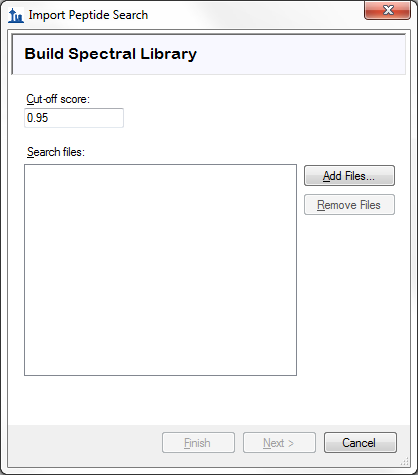 Import Peptide Search
Build Spectral Library
Cut-off score:
0.95
Search files:
Add Files...
Remove Files
Finish
Next >
Cancel